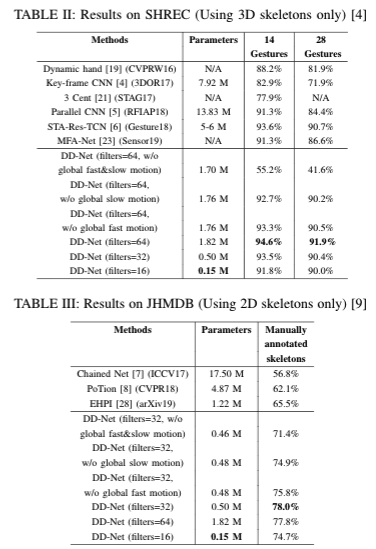 TABLE II: Results on SHREC (Using 3D skeletons only) [4]
Methods Parameters 14 28
Gestures Gestures
Dynamic hand [19] (CVPRW16) N/A 88.2% 81.9%
Key-frame CNN [4] (3DOR17) 7.92 M 82.9% 71.9%
3 Cent [21] (STAG17) N/A 77.9% N/A
Parallel CNN [5] (RFIAP18) 13.83 M 91.3% 84.4%
STA-Res-TCN [6] (Gesture18) 5-6 M 93.6% 90.7%
MFA-Net [23] (Sensor19) N/A 91.3% 86.6%
DD-Net (filters=64, w/o
global fast&slow motion) 1.70 M 55.2% 41.6%
DD-Net (filters=64,
w/o global slow motion) 1.76 M 92.7% 90.2%
DD-Net (filters=64,
w/o global fast motion) 1.76 M 93.3% 90.5%
DD-Net (filters=64) 1.82 M 94.6% 91.9%
DD-Net (filters=32) 0.50 M 93.5% 90.4%
DD-Net (filters=16) 0.15 M 91.8% 90.0%
TABLE III: Results on JHMDB (Using 2D skeletons only) [9]
Methods Parameters Manually
annotated
skeletons
Chained Net [7] (ICCV17) 17.50 M 56.8%
PoTion [8] (CVPR18) 4.87 M 62.1%
EHPI [28] (arXiv19) 1.22 M 65.5%
DD-Net (filters=32, w/o
global fast&slow motion) 0.46 M 71.4%
DD-Net (filters=32,
w/o global slow motion) 0.48 M 74.9%
DD-Net (filters=32,
w/o global fast motion) 0.48 M 75.8%
DD-Net (filters=32) 0.50 M 78.0%
DD-Net (filters=64) 1.82 M 77.8%
DD-Net (filters=16) 0.15 M 74.7%